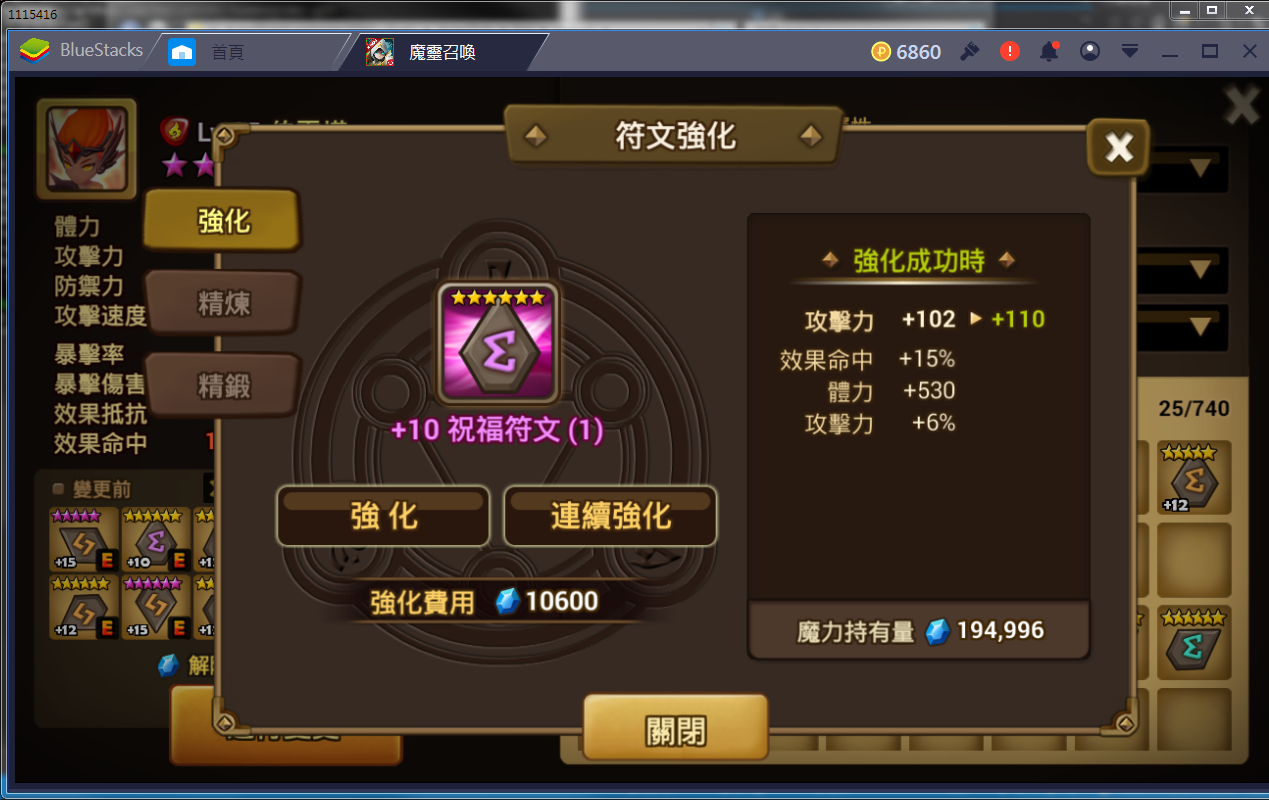 1115416
BlueStacks
首頁
魔靈召喚
6860
符文強化
強化
體力
攻擊力
防禦力
攻擊速度
精煉
暴擊率
暴擊傷害
精鍛
效果抵抗
效果命中
強化成功時
攻擊力 +102 +110
效果命中 +15%
體力 +530
攻擊力 +6%
+10 祝福符文 (1)
25/740
變更前
強 化
連續強化
+12
+15 E
+10 E
+12 E
+15 E
強化費用 10600
魔力持有量 194,996
關閉